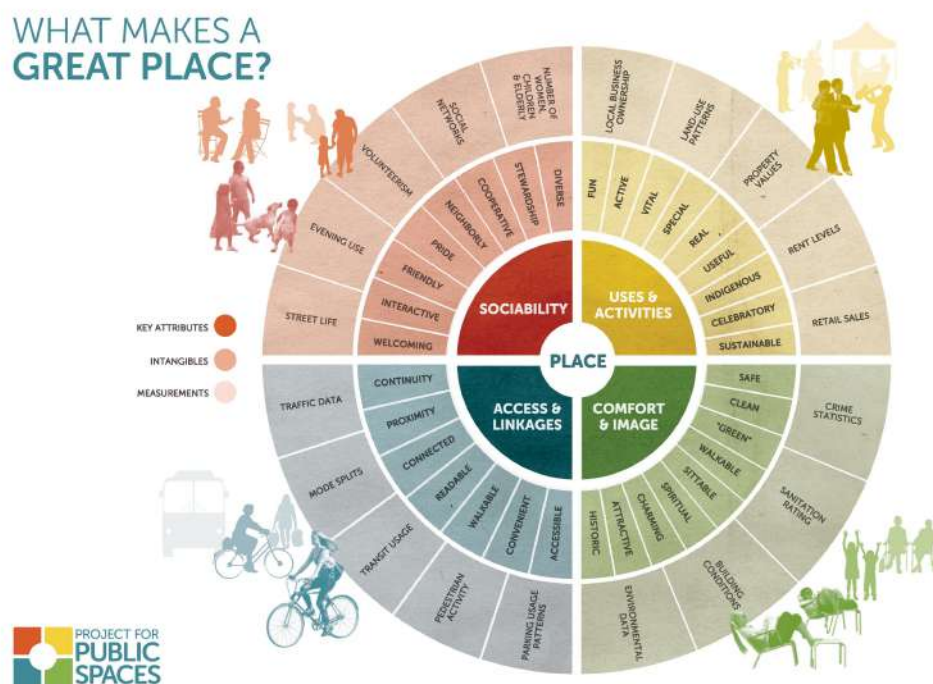 WHAT MAKES A
GREAT PLACE?
KEY ATTRIBUTES
INTANGIBLES
MEASUREMENTS
PLACE
SOCIABILITY
DIVERSE
STEWARDSHIP
COOPERATIVE
NEIGHBORLY
PRIDE
FRIENDLY
INTERACTIVE
WELCOMING
NUMBER OF
WOMEN,
CHILDREN
& ELDERLY
SOCIAL
NETWORKS
VOLUNTEERISM
EVENING USE
STREET LIFE
USES &
ACTIVITIES
FUN
ACTIVE
VITAL
SPECIAL
REAL
USEFUL
INDIGENOUS
CELEBRATORY
SUSTAINABLE
LOCAL BUSINESS
OWNERSHIP
LAND-USE
PATTERNS
PROPERTY
VALUES
RENT LEVELS
RETAIL SALES
ACCESS &
LINKAGES
CONTINUITY
PROXIMITY
CONNECTED
READABLE
WALKABLE
CONVENIENT
ACCESSIBLE
TRAFFIC DATA
MODE SPLITS
TRANSIT USAGE
PEDESTRIAN
ACTIVITY
PARKING USAGE
PATTERNS
COMFORT
& IMAGE
SAFE
CLEAN
"GREEN"
WALKABLE
SITTABLE
SPIRITUAL
CHARMING
ATTRACTIVE
HISTORIC
CRIME
STATISTICS
SANITATION
RATING
BUILDING
CONDITIONS
ENVIRONMENTAL
DATA
PROJECT FOR
PUBLIC
SPACES